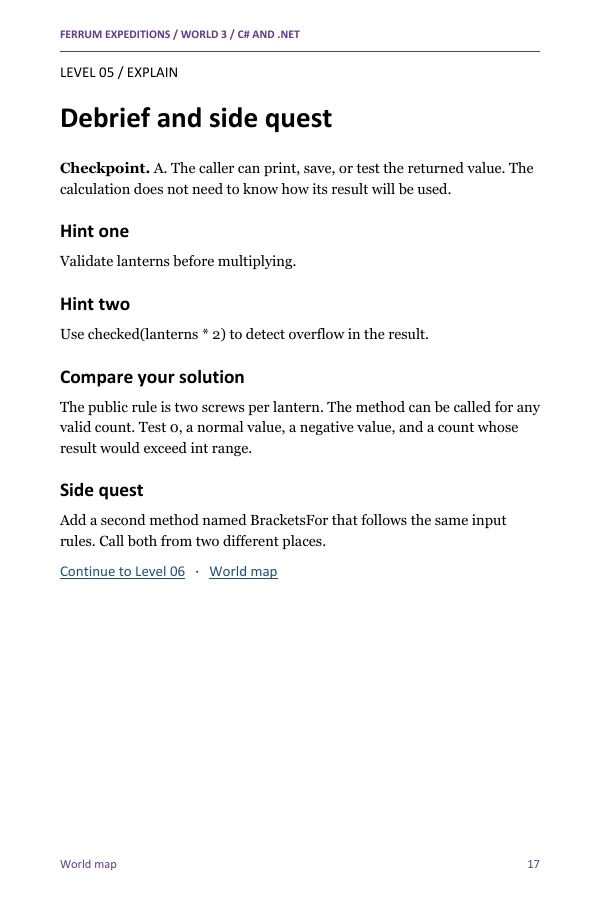 FERRUM EXPEDITIONS / WORLD 3 / C# AND .NET
LEVEL 05 / EXPLAIN
Debrief and side quest
Checkpoint. A. The caller can print, save, or test the returned value. The
calculation does not need to know how its result will be used.
Hint one
Validate lanterns before multiplying.
Hint two
Use checked(lanterns * 2) to detect overflow in the result.
Compare your solution
The public rule is two screws per lantern. The method can be called for any
valid count. Test 0, a normal value, a negative value, and a count whose
result would exceed int range.
Side quest
Add a second method named BracketsFor that follows the same input
rules. Call both from two different places.
Continue to Level 06 · World map
World map 17